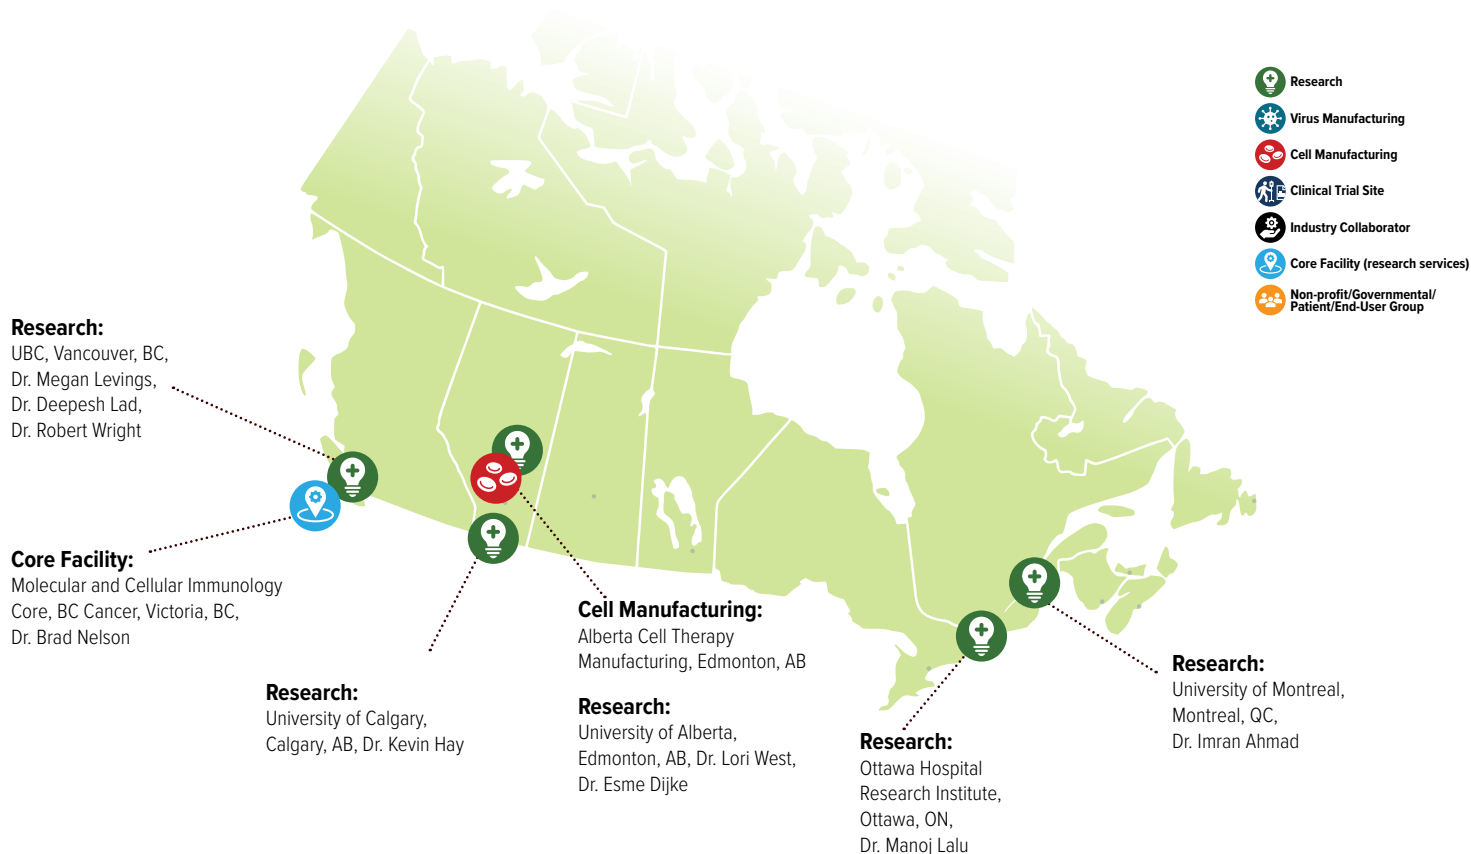 Research
Virus Manufacturing
Cell Manufacturing
Clinical Trial Site
Industry Collaborator
Core Facility (research services)
Non-profit/Governmental/
Patient/End-User Group
Research:
UBC, Vancouver, BC,
Dr. Megan Levings,
Dr. Deepesh Lad,
Dr. Robert Wright
Core Facility:
Molecular and Cellular Immunology
Core, BC Cancer, Victoria, BC,
Dr. Brad Nelson
Research:
University of Calgary,
Calgary, AB, Dr. Kevin Hay
Cell Manufacturing:
Alberta Cell Therapy
Manufacturing, Edmonton, AB
Research:
University of Alberta,
Edmonton, AB, Dr. Lori West,
Dr. Esme Dijke
Research:
Ottawa Hospital
Research Institute,
Ottawa, ON,
Dr. Manoj Lalu
Research:
University of Montreal,
Montreal, QC,
Dr. Imran Ahmad